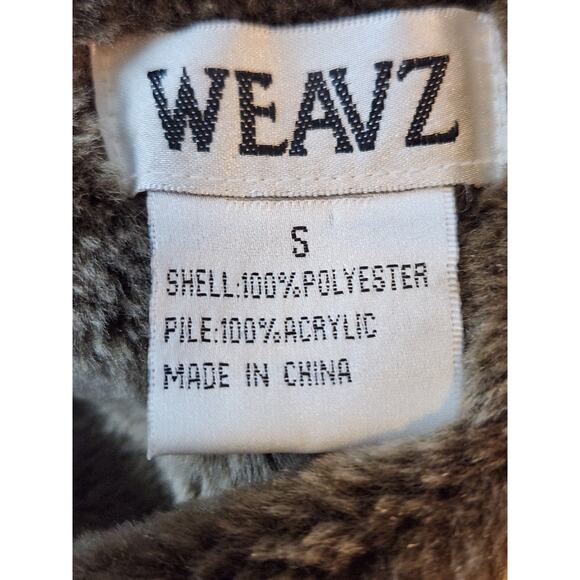 WEAVZ
S
SHELL:100%POLYESTER
PILE:100%ACRYLIC
MADE IN CHINA